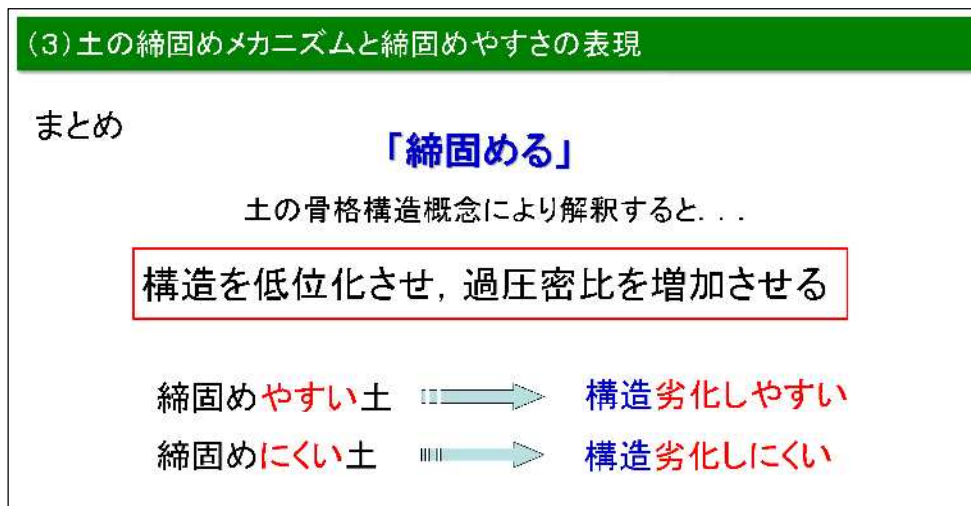 (3)土の締固めメカニズムと締固めやすさの表現
まとめ
「締固める」
土の骨格構造概念により解釈すると...
構造を低位化させ，過圧密比を増加させる
締固めやすい土 構造劣化しやすい
締固めにくい土 構造劣化しにくい